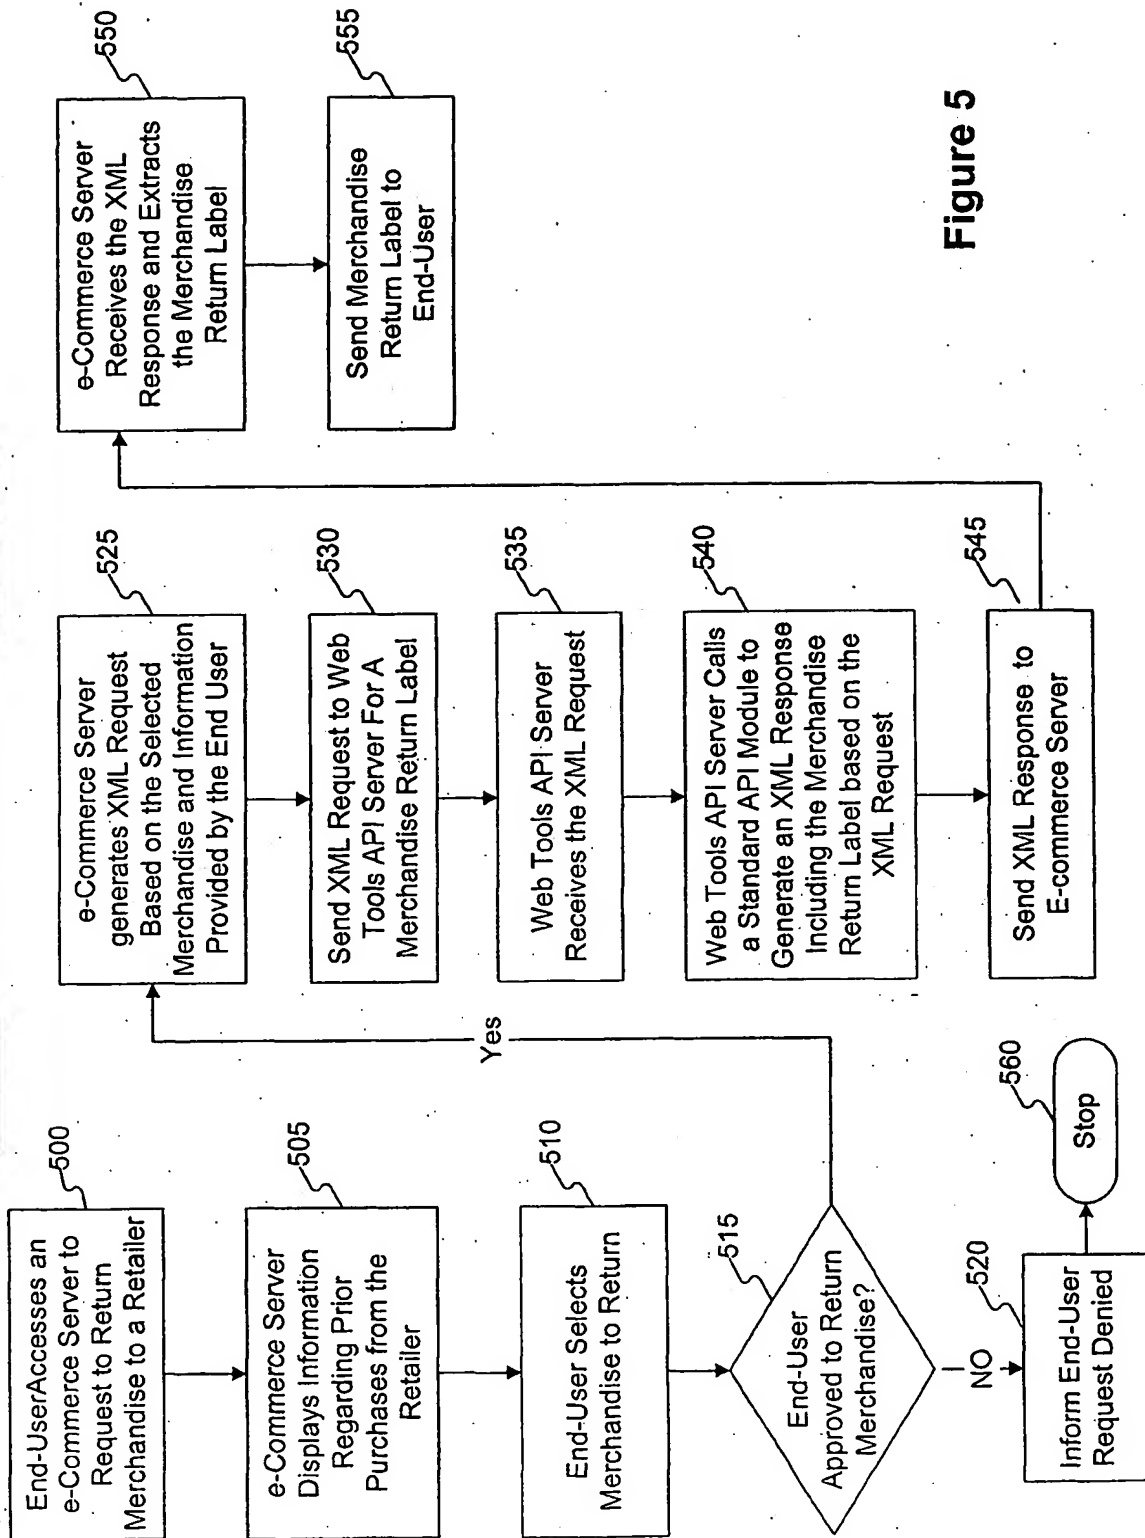 500
End-UserAccesses an
e-Commerce Server to
Request to Return
Merchandise to a Retailer
505
e-Commerce Server
Displays Information
Regarding Prior
Purchases from the
Retailer
510
End-User Selects
Merchandise to Return
515
End-User
Approved to Return
Merchandise?
Yes
NO
520
Inform End-User
Request Denied
560
Stop
525
e-Commerce Server
generates XML Request
Based on the Selected
Merchandise and Information
Provided by the End User
530
Send XML Request to Web
Tools API Server For A
Merchandise Return Label
535
Web Tools API Server
Receives the XML Request
540
Web Tools API Server Calls
a Standard API Module to
Generate an XML Response
Including the Merchandise
Return Label based on the
XML Request
545
Send XML Response to
E-commerce Server
550
e-Commerce Server
Receives the XML
Response and Extracts
the Merchandise
Return Label
555
Send Merchandise
Return Label to
End-User
Figure 5